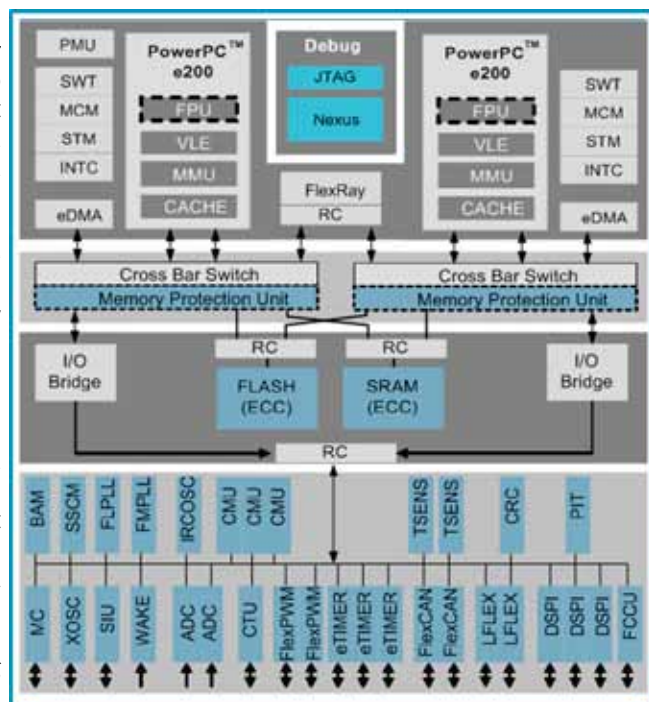 PMU
SWT
MCM
STM
INTC
eDMA
PowerPC™
e200
FPU
VLE
MMU
CACHE
Debug
JTAG
Nexus
FlexRay
RC
PowerPC™
e200
FPU
VLE
MMU
CACHE
SWT
MCM
STM
INTC
eDMA
Cross Bar Switch
Memory Protection Unit
Cross Bar Switch
Memory Protection Unit
I/O
Bridge
RC
FLASH
(ECC)
RC
SRAM
(ECC)
I/O
Bridge
RC
BAM
SSCM
FLPLL
FMPLL
IRCOSC
CMU
CMU
CMU
TSENS
TSENS
CRC
PIT
MC
XOSC
SIU
WAKE
ADC
ADC
CTU
FlexPWM
FlexPWM
eTIMER
eTIMER
eTIMER
FlexCAN
FlexCAN
LFLEX
LFLEX
DSPI
DSPI
DSPI
FCCU